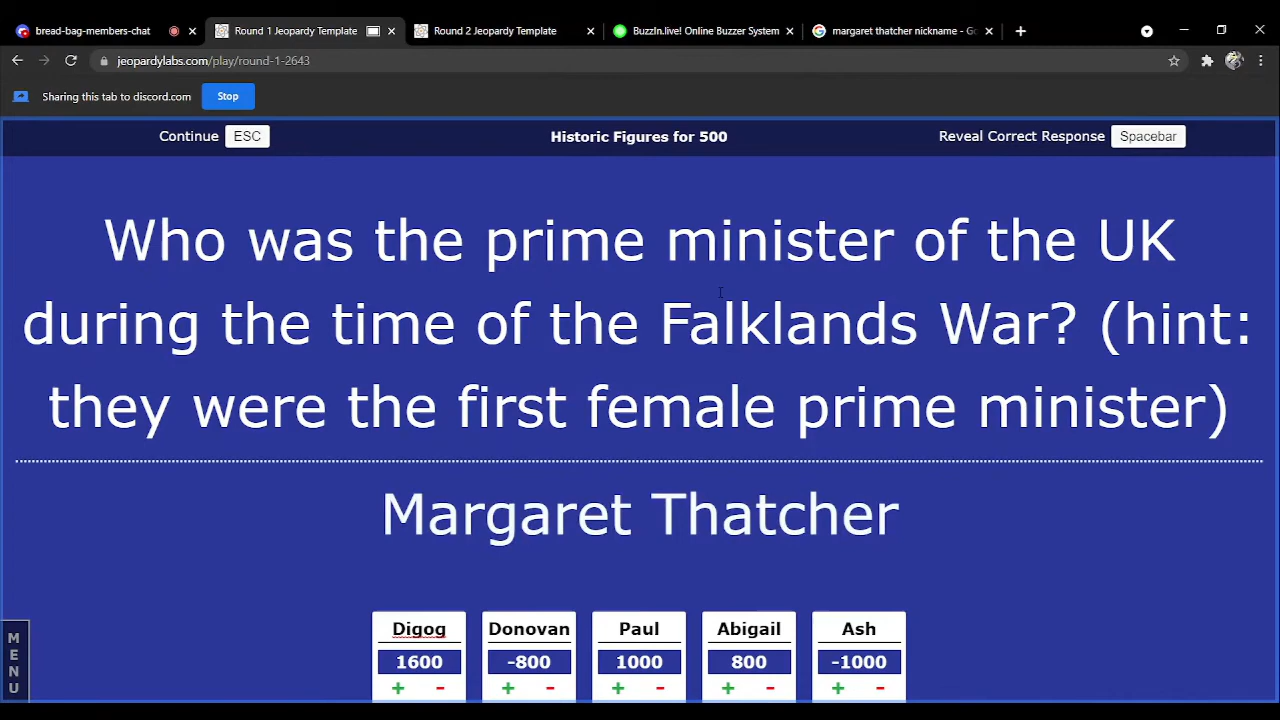 bread-bag-members-chat
Round 1 Jeopardy Template
Round 2 Jeopardy Template
BuzzIn.live! Online Buzzer System
margaret thatcher nickname - Go
jeopardylabs.com/play/round-1-2643
Sharing this tab to discord.com Stop
Continue ESC Historic Figures for 500 Reveal Correct Response Spacebar
Who was the prime minister of the UK
during the time of the Falklands War? (hint:
they were the first female prime minister)
Margaret Thatcher
MENU
Digog Donovan Paul Abigail Ash
1600 -800 1000 800 -1000
+ - + - + - + - + -